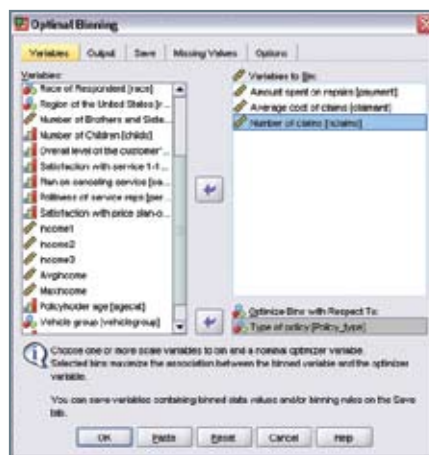 Optimal Binning
Variables Output Save Missing Values Options
Variables:
Race of Respondent [race]
Region of the United States [r
Number of Brothers and Siste
Number of Children [childs]
Overall level of the customer'...
Satisfaction with service 1-1...
Plan on canceling service [ca...
Politeness of service reps [per
Satisfaction with price plan-o...
Income1
Income2
Income3
AvgIncome
MaxIncome
Policyholder age [agecat]
Vehicle group [vehiclegroup]
Variables to Bin:
Amount spent on repairs [payment]
Average cost of claims [claimamt]
Number of claims [nclaims]
Optimize Bins with Respect To:
Type of policy [Policy_type]
Choose one or more scale variables to bin and a nominal optimizer variable.
Selected bins maximize the association between the binned variable and the optimizer
variable.
You can save variables containing binned data values and/or binning rules on the Save
tab.
OK Paste Reset Cancel Help